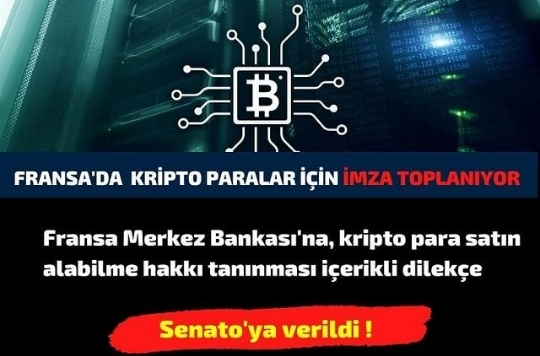 FRANSA'DA KRİPTO PARALAR İÇİN İMZA TOPLANIYOR
Fransa Merkez Bankası'na, kripto para satın
alabilme hakkı tanınması içerikli dilekçe
Senato'ya verildi !